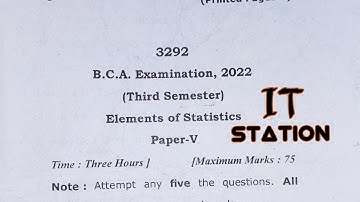 3292
B.C.A. Examination, 2022
(Third Semester)
Elements of Statistics
Paper-V
IT
STATION
Time : Three Hours ] [Maximum Marks : 75
Note : Attempt any five the questions. All